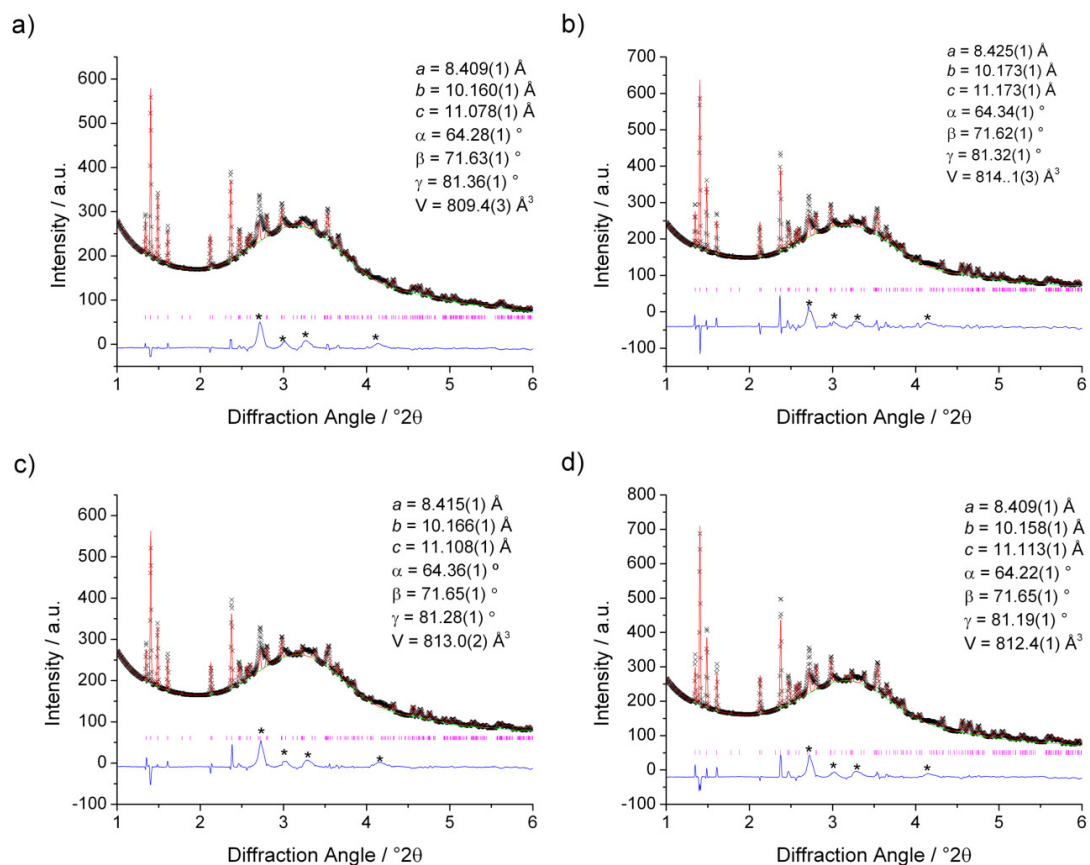 a)
a = 8.409(1) Å
b = 10.160(1) Å
c = 11.078(1) Å
α = 64.28(1) °
β = 71.63(1) °
γ = 81.36(1) °
V = 809.4(3) Å³
600
500
400
300
200
100
0
Intensity / a.u.
* * * *
1 2 3 4 5 6
Diffraction Angle / °2θ
b)
a = 8.425(1) Å
b = 10.173(1) Å
c = 11.173(1) Å
α = 64.34(1) °
β = 71.62(1) °
γ = 81.32(1) °
V = 814..1(3) Å³
700
600
500
400
300
200
100
0
-100
Intensity / a.u.
* * * *
1 2 3 4 5 6
Diffraction Angle / °2θ
c)
a = 8.415(1) Å
b = 10.166(1) Å
c = 11.108(1) Å
α = 64.36(1) º
β = 71.65(1) °
γ = 81.28(1) °
V = 813.0(2) Å³
600
500
400
300
200
100
0
-100
Intensity / a.u.
* * * *
1 2 3 4 5 6
Diffraction Angle / °2θ
d)
a = 8.409(1) Å
b = 10.158(1) Å
c = 11.113(1) Å
α = 64.22(1) °
β = 71.65(1) °
γ = 81.19(1) °
V = 812.4(1) Å³
800
700
600
500
400
300
200
100
0
-100
Intensity / a.u.
* * * *
1 2 3 4 5 6
Diffraction Angle / °2θ